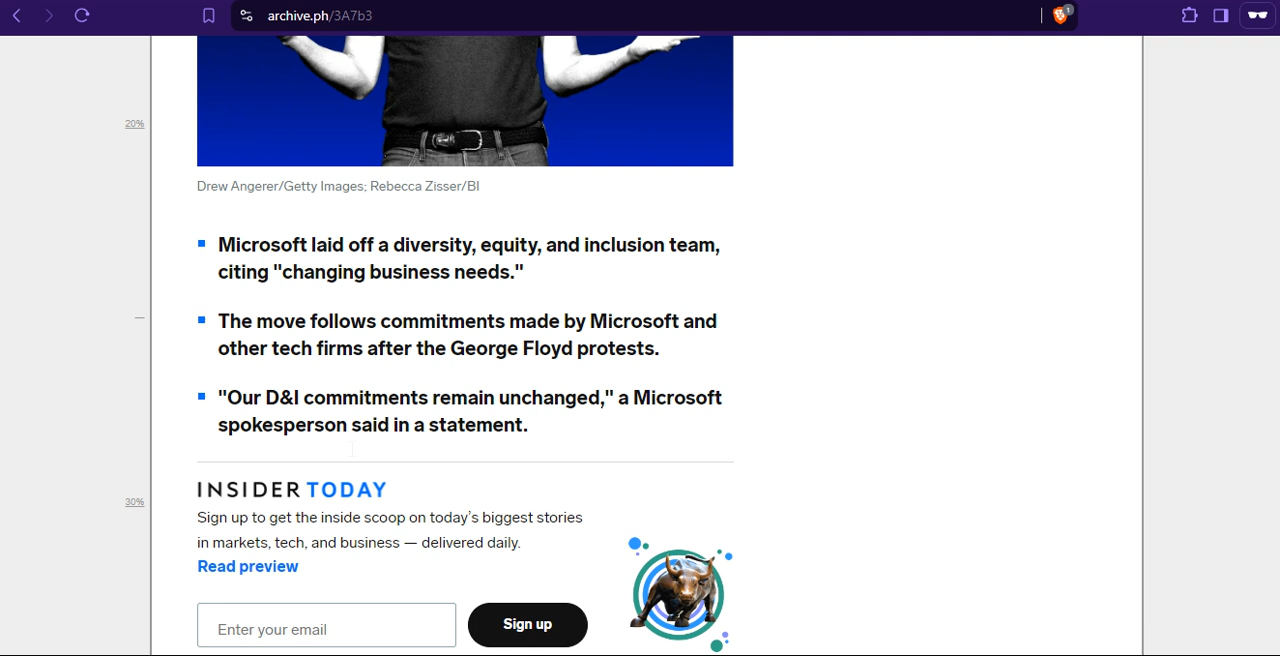 archive.ph/3A7b3
1
20%
Drew Angerer/Getty Images; Rebecca Zisser/BI
Microsoft laid off a diversity, equity, and inclusion team,
citing "changing business needs."
The move follows commitments made by Microsoft and
other tech firms after the George Floyd protests.
"Our D&I commitments remain unchanged," a Microsoft
spokesperson said in a statement.
30%
INSIDER TODAY
Sign up to get the inside scoop on today’s biggest stories
in markets, tech, and business — delivered daily.
Read preview
Enter your email
Sign up